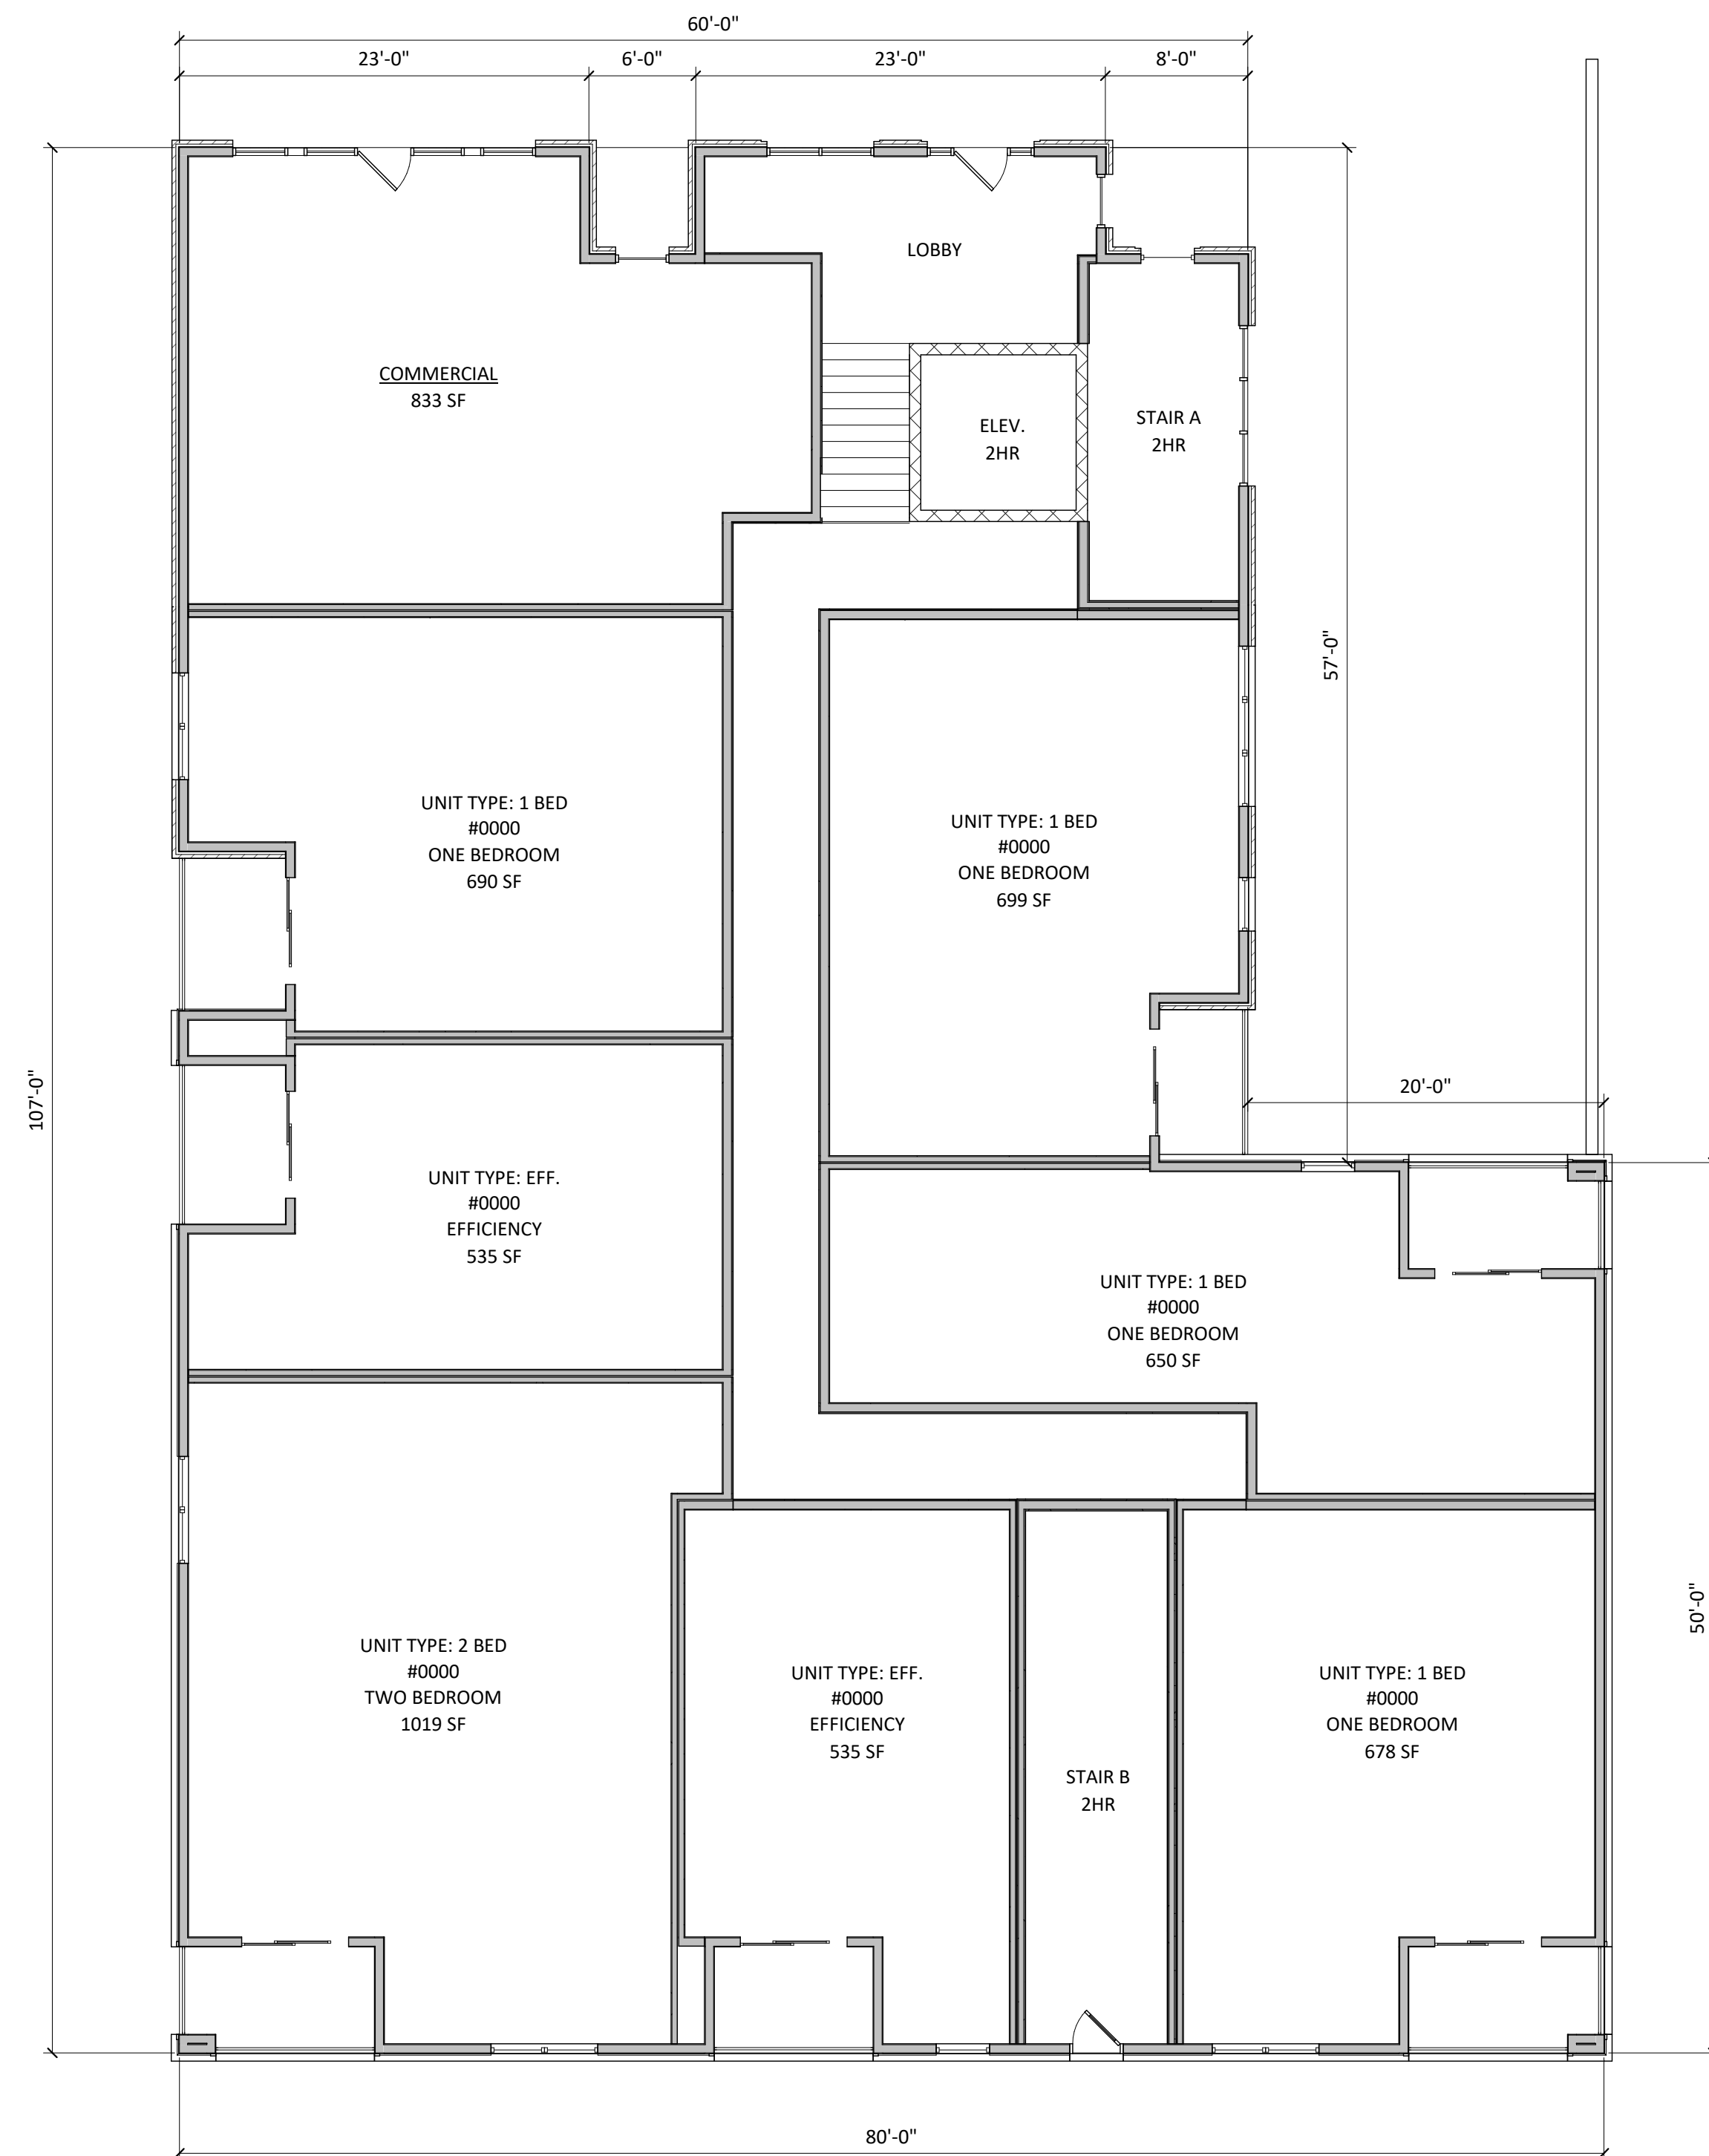 60'-0"
23'-0"
6'-0"
23'-0"
8'-0"
LOBBY
COMMERCIAL
833 SF
ELEV.
2HR
STAIR A
2HR
57'-0"
UNIT TYPE: 1 BED
#0000
ONE BEDROOM
690 SF
UNIT TYPE: 1 BED
#0000
ONE BEDROOM
699 SF
107'-0"
20'-0"
UNIT TYPE: EFF.
#0000
EFFICIENCY
535 SF
UNIT TYPE: 1 BED
#0000
ONE BEDROOM
650 SF
50'-0"
UNIT TYPE: 2 BED
#0000
TWO BEDROOM
1019 SF
UNIT TYPE: EFF.
#0000
EFFICIENCY
535 SF
STAIR B
2HR
UNIT TYPE: 1 BED
#0000
ONE BEDROOM
678 SF
80'-0"